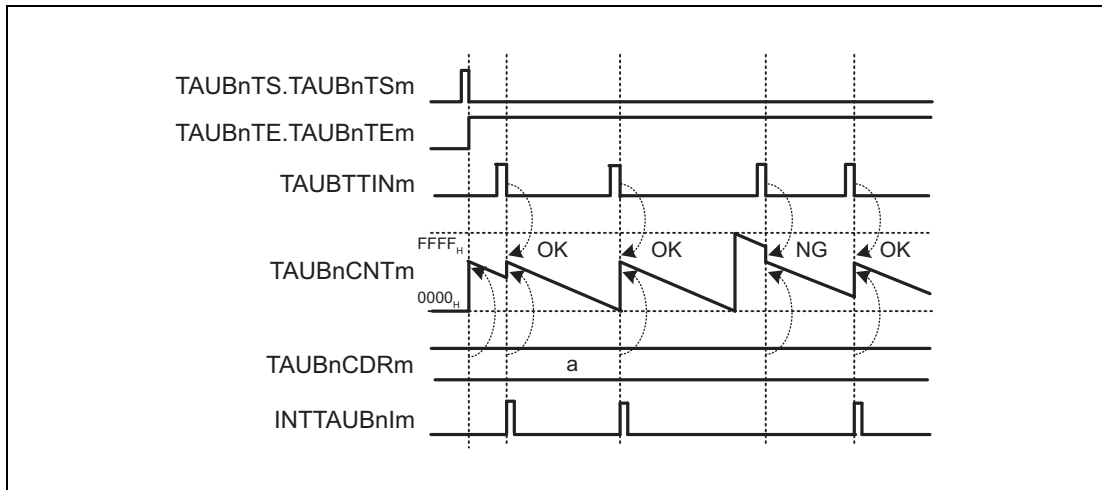 TAUBnTS.TAUBnTSm
TAUBnTE.TAUBnTEm
TAUBTTINm
FFFFH
OK OK NG OK
TAUBnCNTm
0000H
TAUBnCDRm
a
INTTAUBnIm